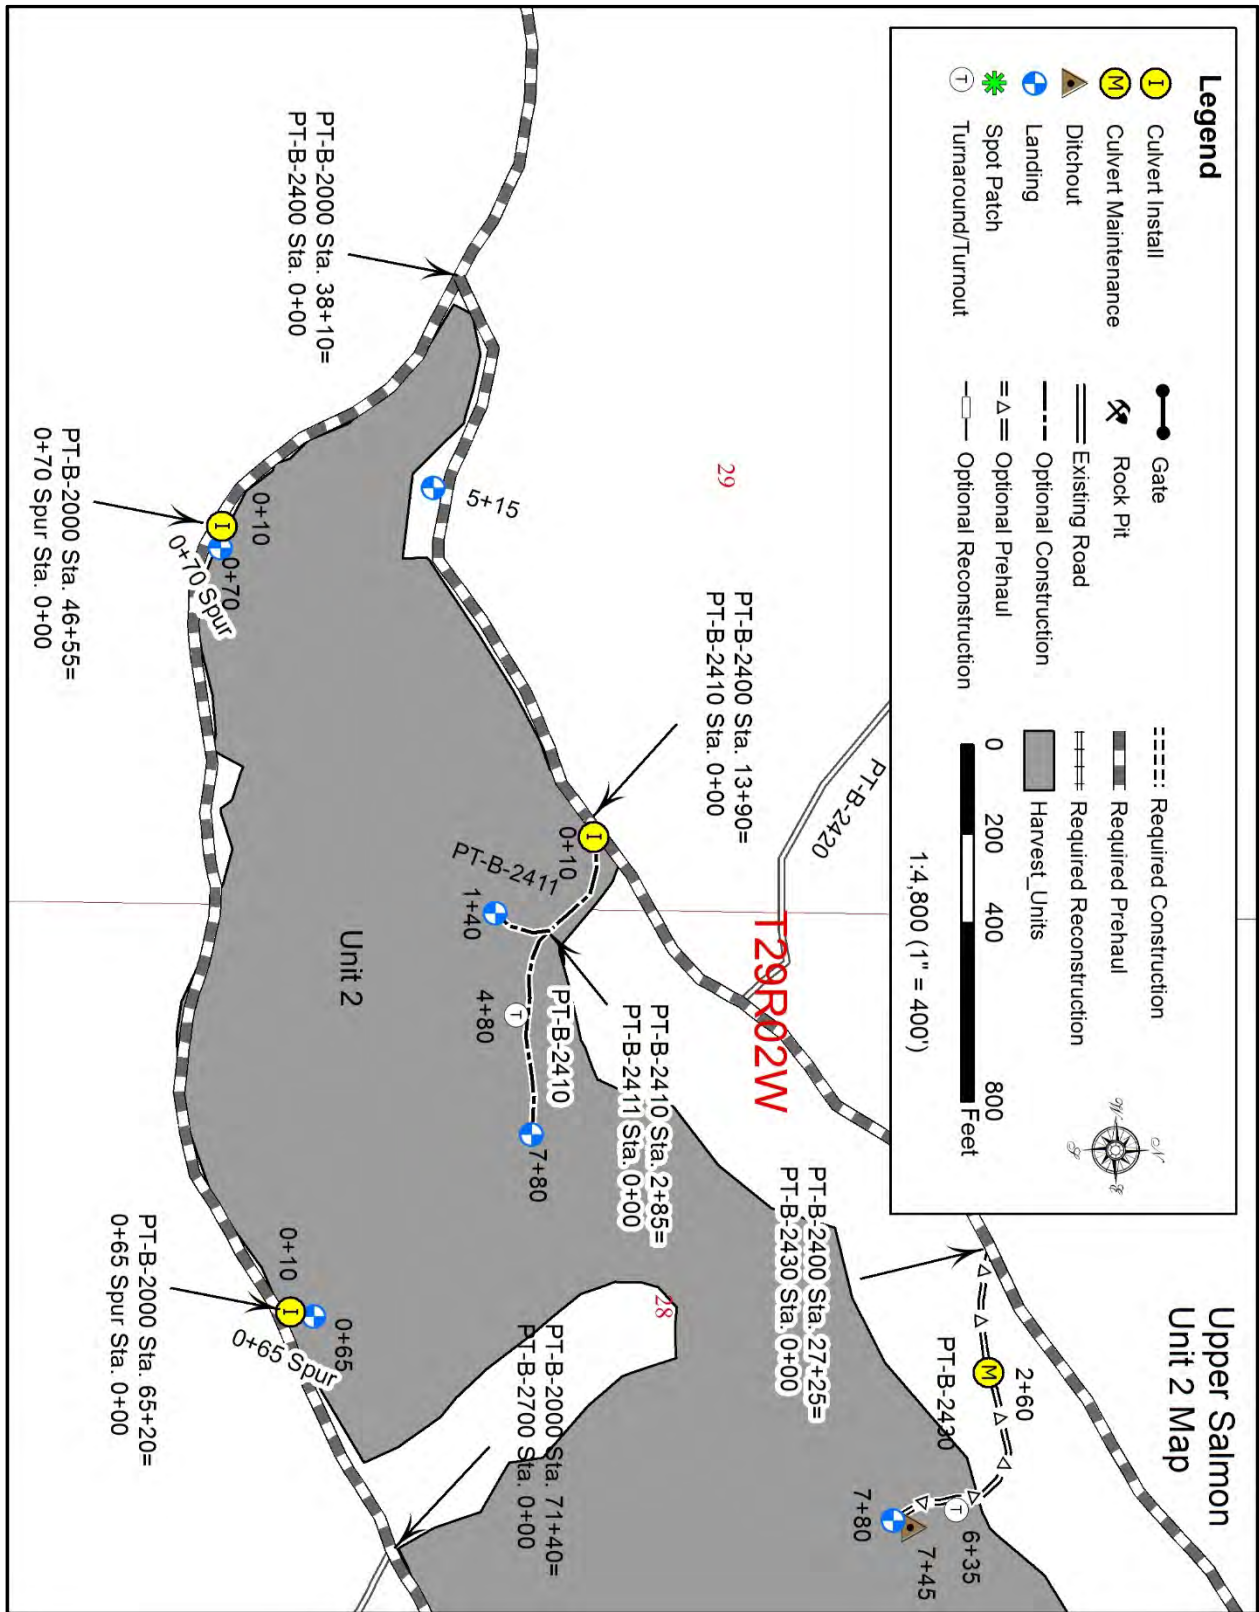 Upper Salmon
Unit 2 Map
Legend
I Culvert Install
M Culvert Maintenance
Ditchout
Landing
Spot Patch
T Turnaround/Turnout
Gate
Rock Pit
Existing Road
Optional Construction
Optional Prehaul
Optional Reconstruction
Required Construction
Required Prehaul
Required Reconstruction
Harvest_Units
N
W
E
S
1:4,800 (1" = 400')
0 200 400 800
Feet
PT-B-2420
T29R02W
29
28
PT-B-2000 Sta. 38+10=
PT-B-2400 Sta. 0+00
5+15
PT-B-2400 Sta. 13+90=
PT-B-2410 Sta. 0+00
I
0+10
PT-B-2411
1+40
PT-B-2410
T
4+80
7+80
PT-B-2410 Sta. 2+85=
PT-B-2411 Sta. 0+00
PT-B-2400 Sta. 27+25=
PT-B-2430 Sta. 0+00
M
2+60
PT-B-2430
T
6+35
7+45
7+80
Unit 2
I
0+10
0+70
0+70 Spur
PT-B-2000 Sta. 46+55=
0+70 Spur Sta. 0+00
I
0+10
0+65
0+65 Spur
PT-B-2000 Sta. 65+20=
0+65 Spur Sta. 0+00
PT-B-2000 Sta. 71+40=
PT-B-2700 Sta. 0+00